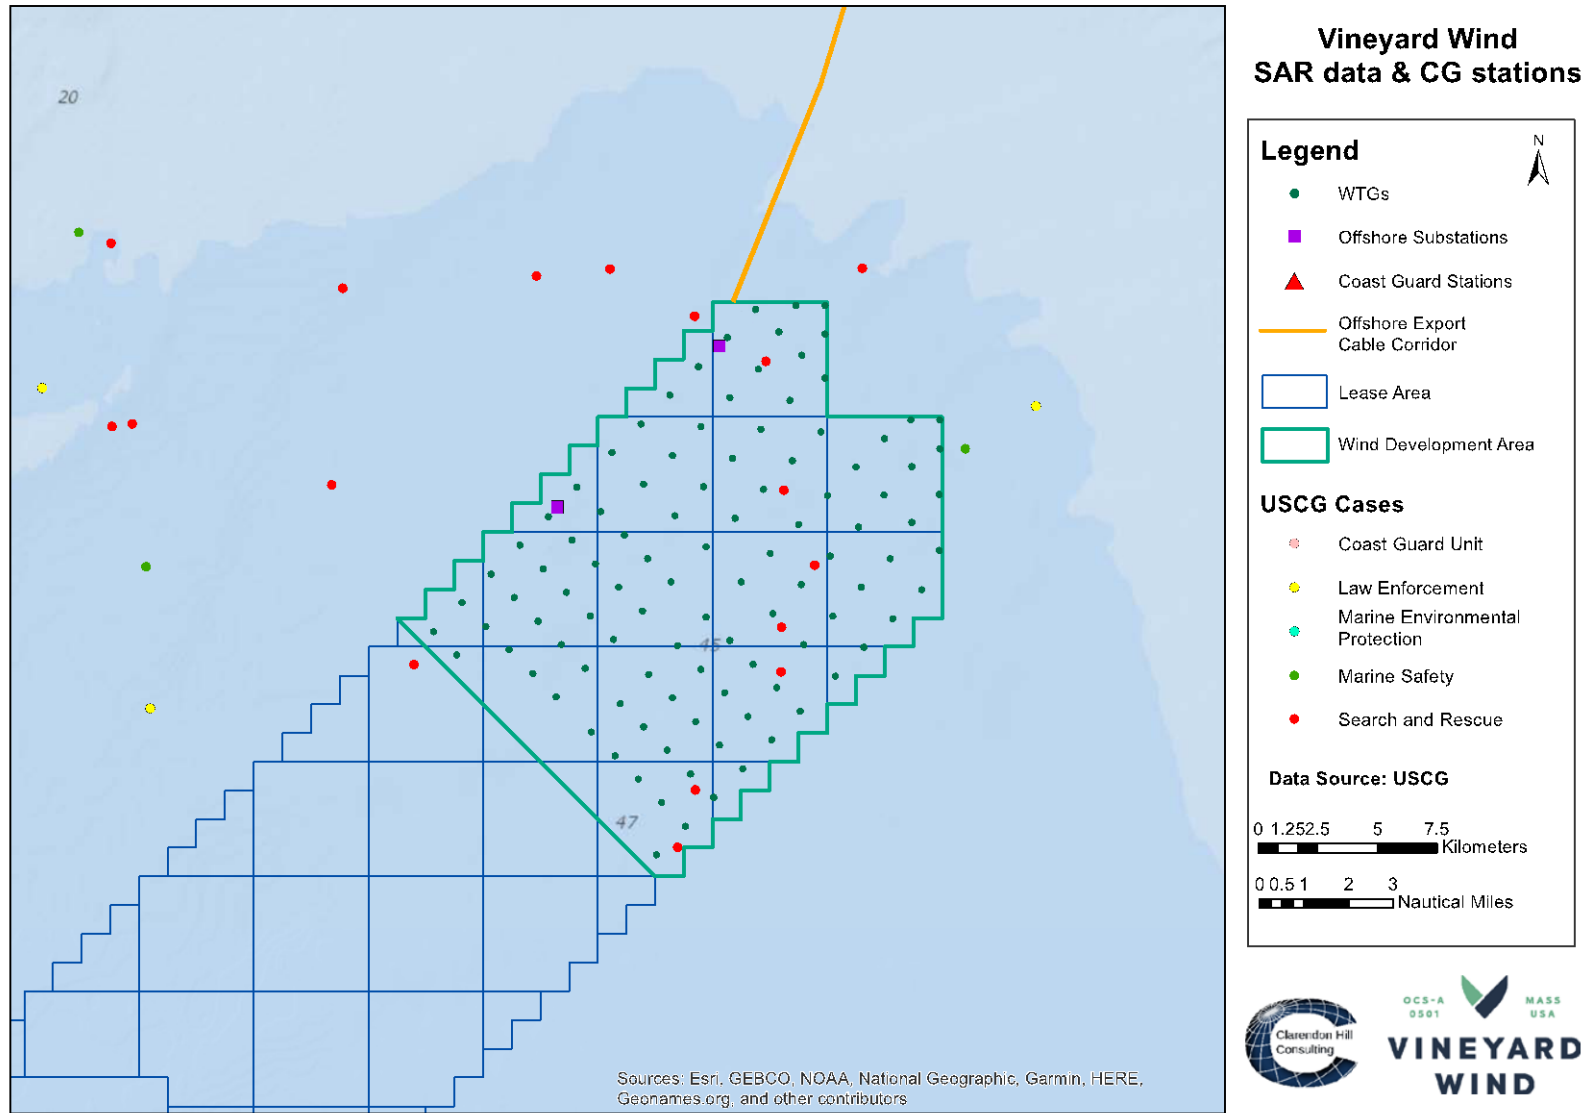 Vineyard Wind
SAR data & CG stations
20
Legend
N
WTGs
Offshore Substations
Coast Guard Stations
Offshore Export
Cable Corridor
Lease Area
Wind Development Area
USCG Cases
Coast Guard Unit
Law Enforcement
Marine Environmental
Protection
Marine Safety
Search and Rescue
45
47
Data Source: USCG
0 1.252.5 5 7.5
Kilometers
0 0.5 1 2 3
Nautical Miles
Sources: Esri, GEBCO, NOAA, National Geographic, Garmin, HERE,
Geonames.org, and other contributors
Clarendon Hill
Consulting
OCS-A
0501
MASS
USA
VINEYARD
WIND